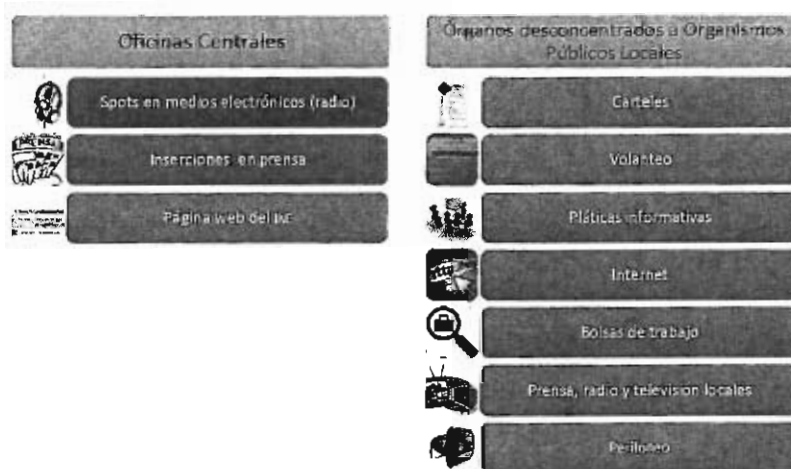 Oficinas Centrales
Spots en medios electrónicos (radio)
Inserciones en prensa
Página web del INE
Órganos desconcentrados a Organismos
Públicos Locales
Carteles
Volanteo
Pláticas informativas
Internet
Bolsas de trabajo
Prensa, radio y televisión locales
Perifoneo